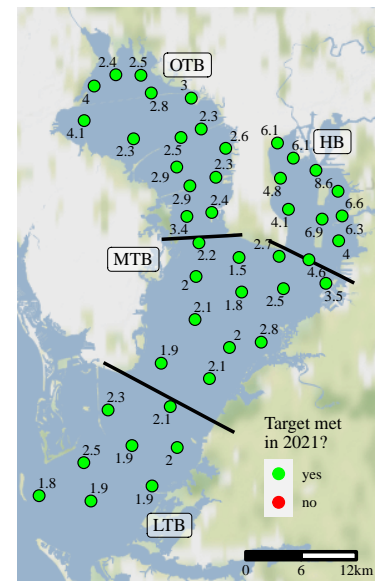 2.4 2.5 OTB
4 2.8 3
4.1 2.3 2.5 2.3
2.6 6.1 HB
6.1
2.9 2.3 4.8 8.6
2.9 2.4 4.1 6.9 6.6
3.4 6.3
MTB 2.2 2.7 4
1.5 4.6
2 1.8 2.5 3.5
2.1
2 2.8
1.9
2.1
2.3 2.1
2.5 1.9 2
1.8 1.9 1.9
LTB
Target met
in 2021?
yes
no
0 6 12km